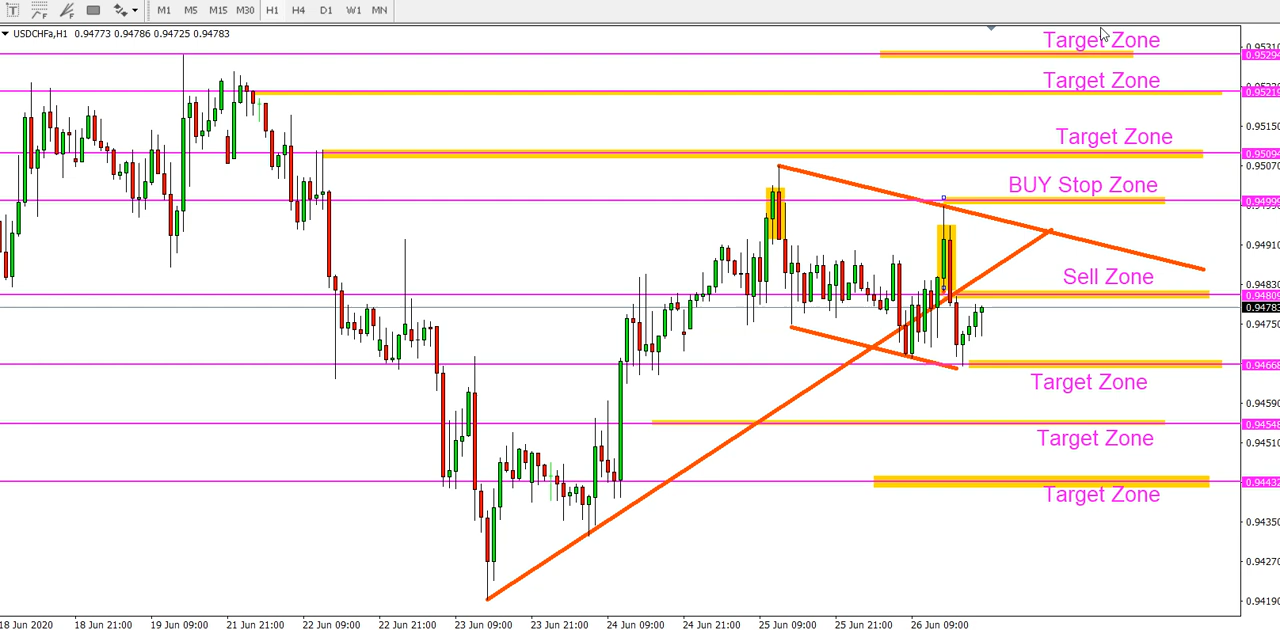 T F F M1 M5 M15 M30 H1 H4 D1 W1 MN
USDCHFa,H1 0.94773 0.94786 0.94725 0.94783
Target Zone
0.95310
Target Zone
0.95219
0.95150
Target Zone
0.95094
0.95070
BUY Stop Zone
0.94999
0.94910
Sell Zone
0.94830
0.94809
0.94783
0.94750
0.94668
Target Zone
0.94590
0.94548
Target Zone
0.94510
0.94432
Target Zone
0.94350
0.94270
0.94190
18 Jun 2020 18 Jun 21:00 19 Jun 09:00 21 Jun 21:00 22 Jun 09:00 22 Jun 21:00 23 Jun 09:00 23 Jun 21:00 24 Jun 09:00 24 Jun 21:00 25 Jun 09:00 25 Jun 21:00 26 Jun 09:00